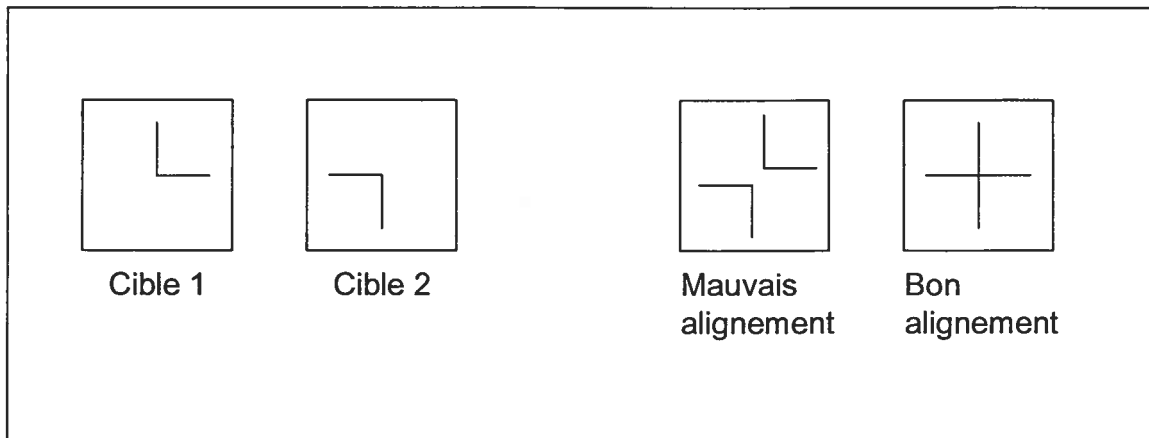 Cible 1
Cible 2
Mauvais
alignement
Bon
alignement